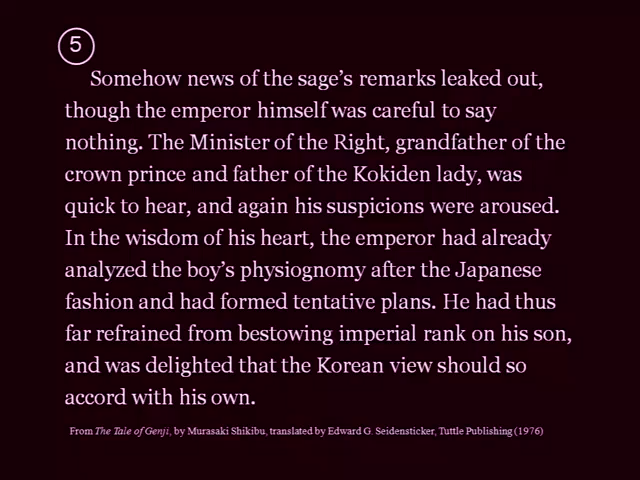 5
Somehow news of the sage’s remarks leaked out,
though the emperor himself was careful to say
nothing. The Minister of the Right, grandfather of the
crown prince and father of the Kokiden lady, was
quick to hear, and again his suspicions were aroused.
In the wisdom of his heart, the emperor had already
analyzed the boy’s physiognomy after the Japanese
fashion and had formed tentative plans. He had thus
far refrained from bestowing imperial rank on his son,
and was delighted that the Korean view should so
accord with his own.
From The Tale of Genji, by Murasaki Shikibu, translated by Edward G. Seidensticker, Tuttle Publishing (1976)